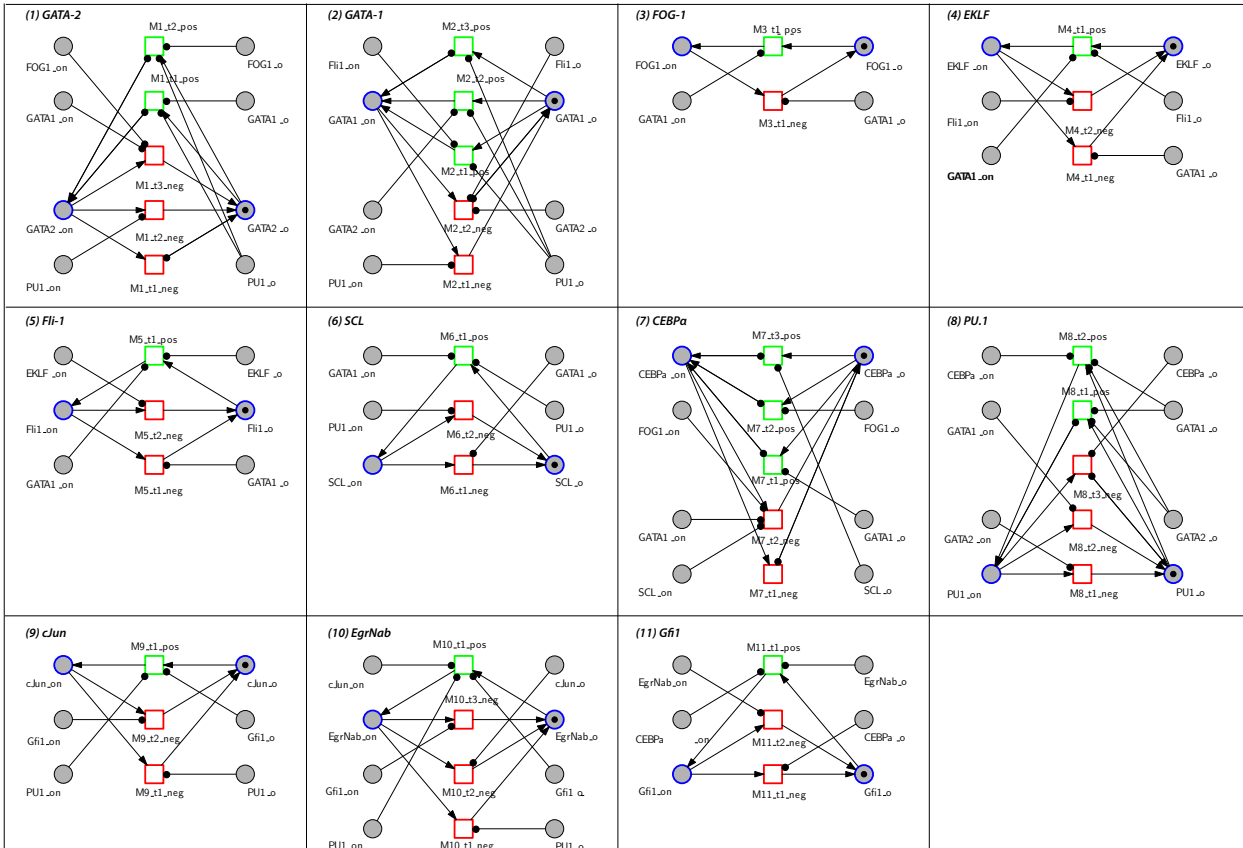 (1) GATA-2
M1_t2_pos
FOG1_on
FOG1_o
M1_t1_pos
GATA1_on
GATA1_o
M1_t3_neg
GATA2_on
GATA2_o
M1_t2_neg
PU1_on
M1_t1_neg
PU1_o
(2) GATA-1
M2_t3_pos
Fli1_on
Fli1_o
M2_t2_pos
GATA1_on
GATA1_o
M2_t1_pos
GATA2_on
M2_t2_neg
GATA2_o
PU1_on
M2_t1_neg
PU1_o
(3) FOG-1
M3_t1_pos
FOG1_on
FOG1_o
GATA1_on
M3_t1_neg
GATA1_o
(4) EKLF
M4_t1_pos
EKLF_on
EKLF_o
Fli1_on
M4_t2_neg
Fli1_o
GATA1_on
M4_t1_neg
GATA1_o
(5) Fli-1
M5_t1_pos
EKLF_on
EKLF_o
Fli1_on
M5_t2_neg
Fli1_o
GATA1_on
M5_t1_neg
GATA1_o
(6) SCL
M6_t1_pos
GATA1_on
GATA1_o
PU1_on
M6_t2_neg
PU1_o
SCL_on
M6_t1_neg
SCL_o
(7) CEBPα
M7_t3_pos
CEBPa_on
CEBPa_o
FOG1_on
M7_t2_pos
FOG1_o
M7_t1_pos
GATA1_on
M7_t2_neg
GATA1_o
SCL_on
M7_t1_neg
SCL_o
(8) PU.1
M8_t2_pos
CEBPa_on
CEBPa_o
M8_t1_pos
GATA1_on
GATA1_o
M8_t3_neg
GATA2_on
M8_t2_neg
GATA2_o
PU1_on
M8_t1_neg
PU1_o
(9) cJun
M9_t1_pos
cJun_on
cJun_o
Gfi1_on
M9_t2_neg
Gfi1_o
PU1_on
M9_t1_neg
PU1_o
(10) EgrNab
M10_t1_pos
cJun_on
cJun_o
M10_t3_neg
EgrNab_on
EgrNab_o
Gfi1_on
M10_t2_neg
Gfi1_o
PU1_on
M10_t1_neg
PU1_o
(11) Gfi1
M11_t1_pos
EgrNab_on
EgrNab_o
CEBPa _on
M11_t2_neg
CEBPa_o
Gfi1_on
M11_t1_neg
Gfi1_o